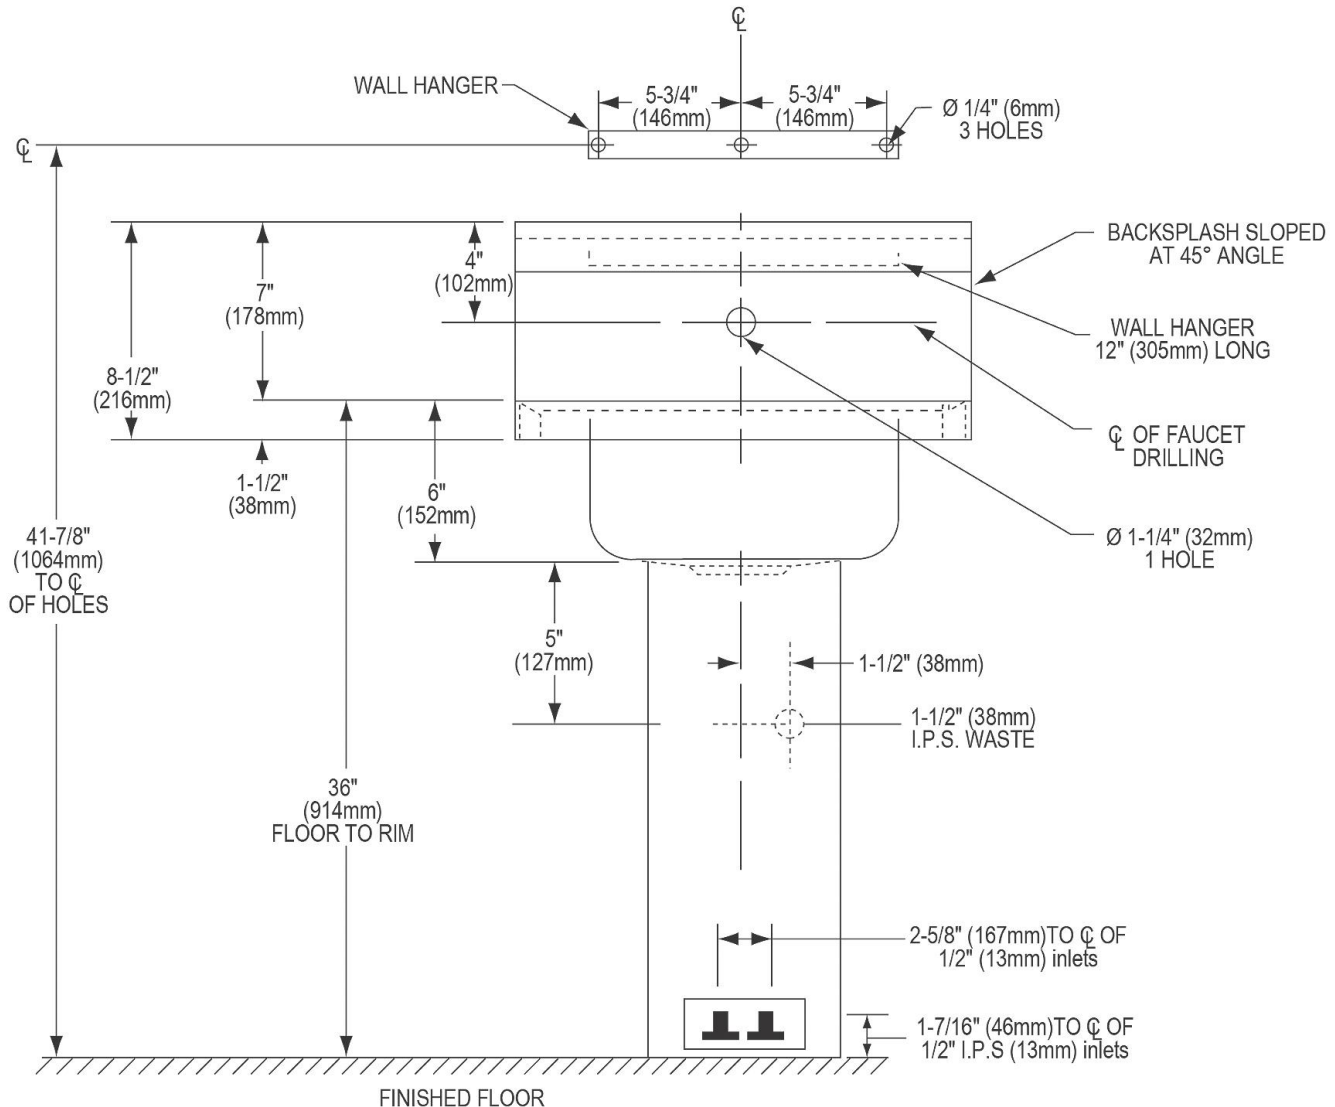 ℄
WALL HANGER
5-3/4"
(146mm)
5-3/4"
(146mm)
Ø 1/4" (6mm)
3 HOLES
℄
BACKSPLASH SLOPED
AT 45° ANGLE
4"
(102mm)
7"
(178mm)
WALL HANGER
12" (305mm) LONG
8-1/2"
(216mm)
℄ OF FAUCET
DRILLING
1-1/2"
(38mm)
6"
(152mm)
41-7/8"
(1064mm)
TO ℄
OF HOLES
Ø 1-1/4" (32mm)
1 HOLE
5"
(127mm)
1-1/2" (38mm)
1-1/2" (38mm)
I.P.S. WASTE
36"
(914mm)
FLOOR TO RIM
2-5/8" (167mm)TO ℄ OF
1/2" (13mm) inlets
1-7/16" (46mm)TO ℄ OF
1/2" I.P.S (13mm) inlets
FINISHED FLOOR